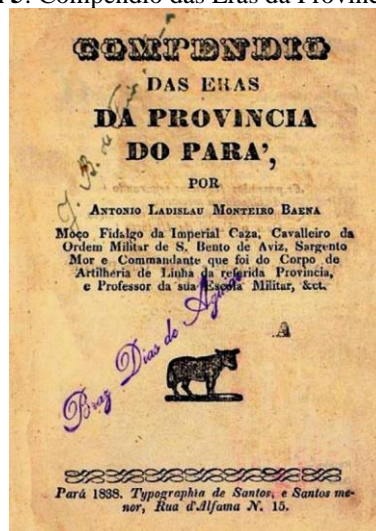 Compendio das Eras da Provinc
COMPENDIO
DAS ERAS
DA PROVINCIA
DO PARA’,
POR
ANTONIO LADISLAU MONTEIRO BAENA
Moço Fidalgo da Imperial Caza, Cavalleiro da
Ordem Militar de S. Bento de Aviz, Sargento
Mor e Commandante que foi do Corpo de
Artilheria de Linha da referida Provincia,
e Professor da sua Escola Militar, &ct.
J. B. de
Braz Dias de Aguiar
A
Pará 1838. Typographia de Santos, e Santos me-
nor, Rua d'Alfama N. 15.